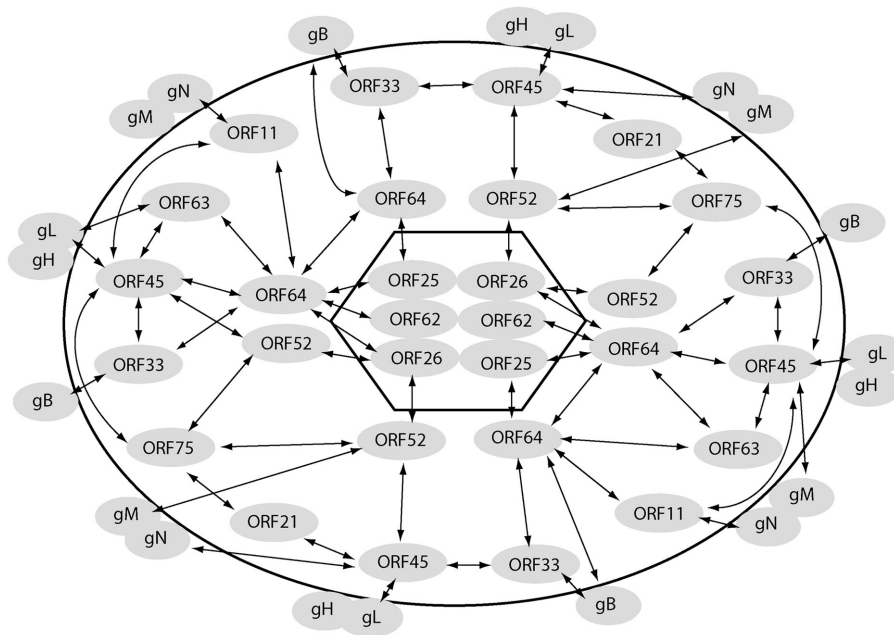 gB
gH
gL
ORF33
ORF45
gN
gM
gN
gM
ORF11
ORF21
ORF63
ORF64
ORF52
ORF75
gL
gH
gB
ORF45
ORF64
ORF25
ORF26
ORF33
ORF52
ORF62
ORF62
ORF33
ORF52
ORF26
ORF25
ORF64
ORF45
gL
gH
gB
ORF75
ORF52
ORF64
ORF63
gM
gN
ORF21
ORF11
gM
gN
ORF45
ORF33
gH
gL
gB